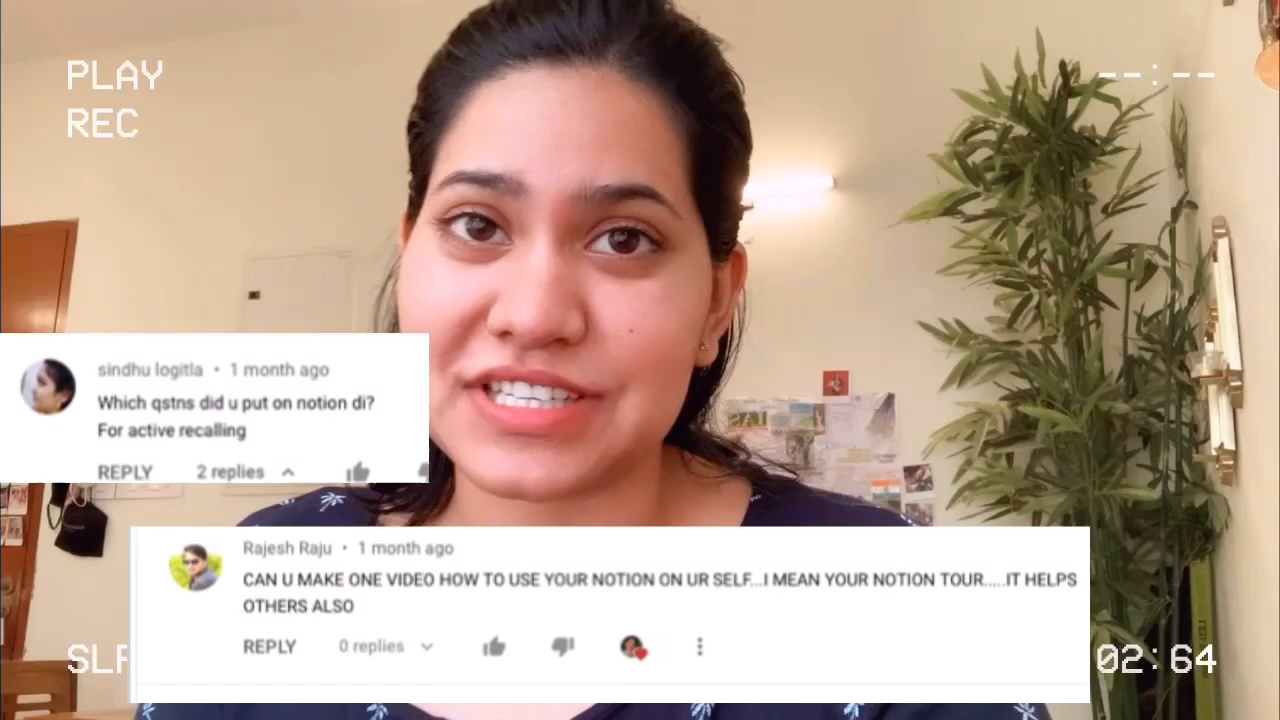 PLAY
--:--
REC
sindhu logitla • 1 month ago
Which qstns did u put on notion di?
For active recalling
REPLY 2 replies
Rajesh Raju • 1 month ago
CAN U MAKE ONE VIDEO HOW TO USE YOUR NOTION ON UR SELF...I MEAN YOUR NOTION TOUR.....IT HELPS
OTHERS ALSO
REPLY 0 replies
SLP
02:64